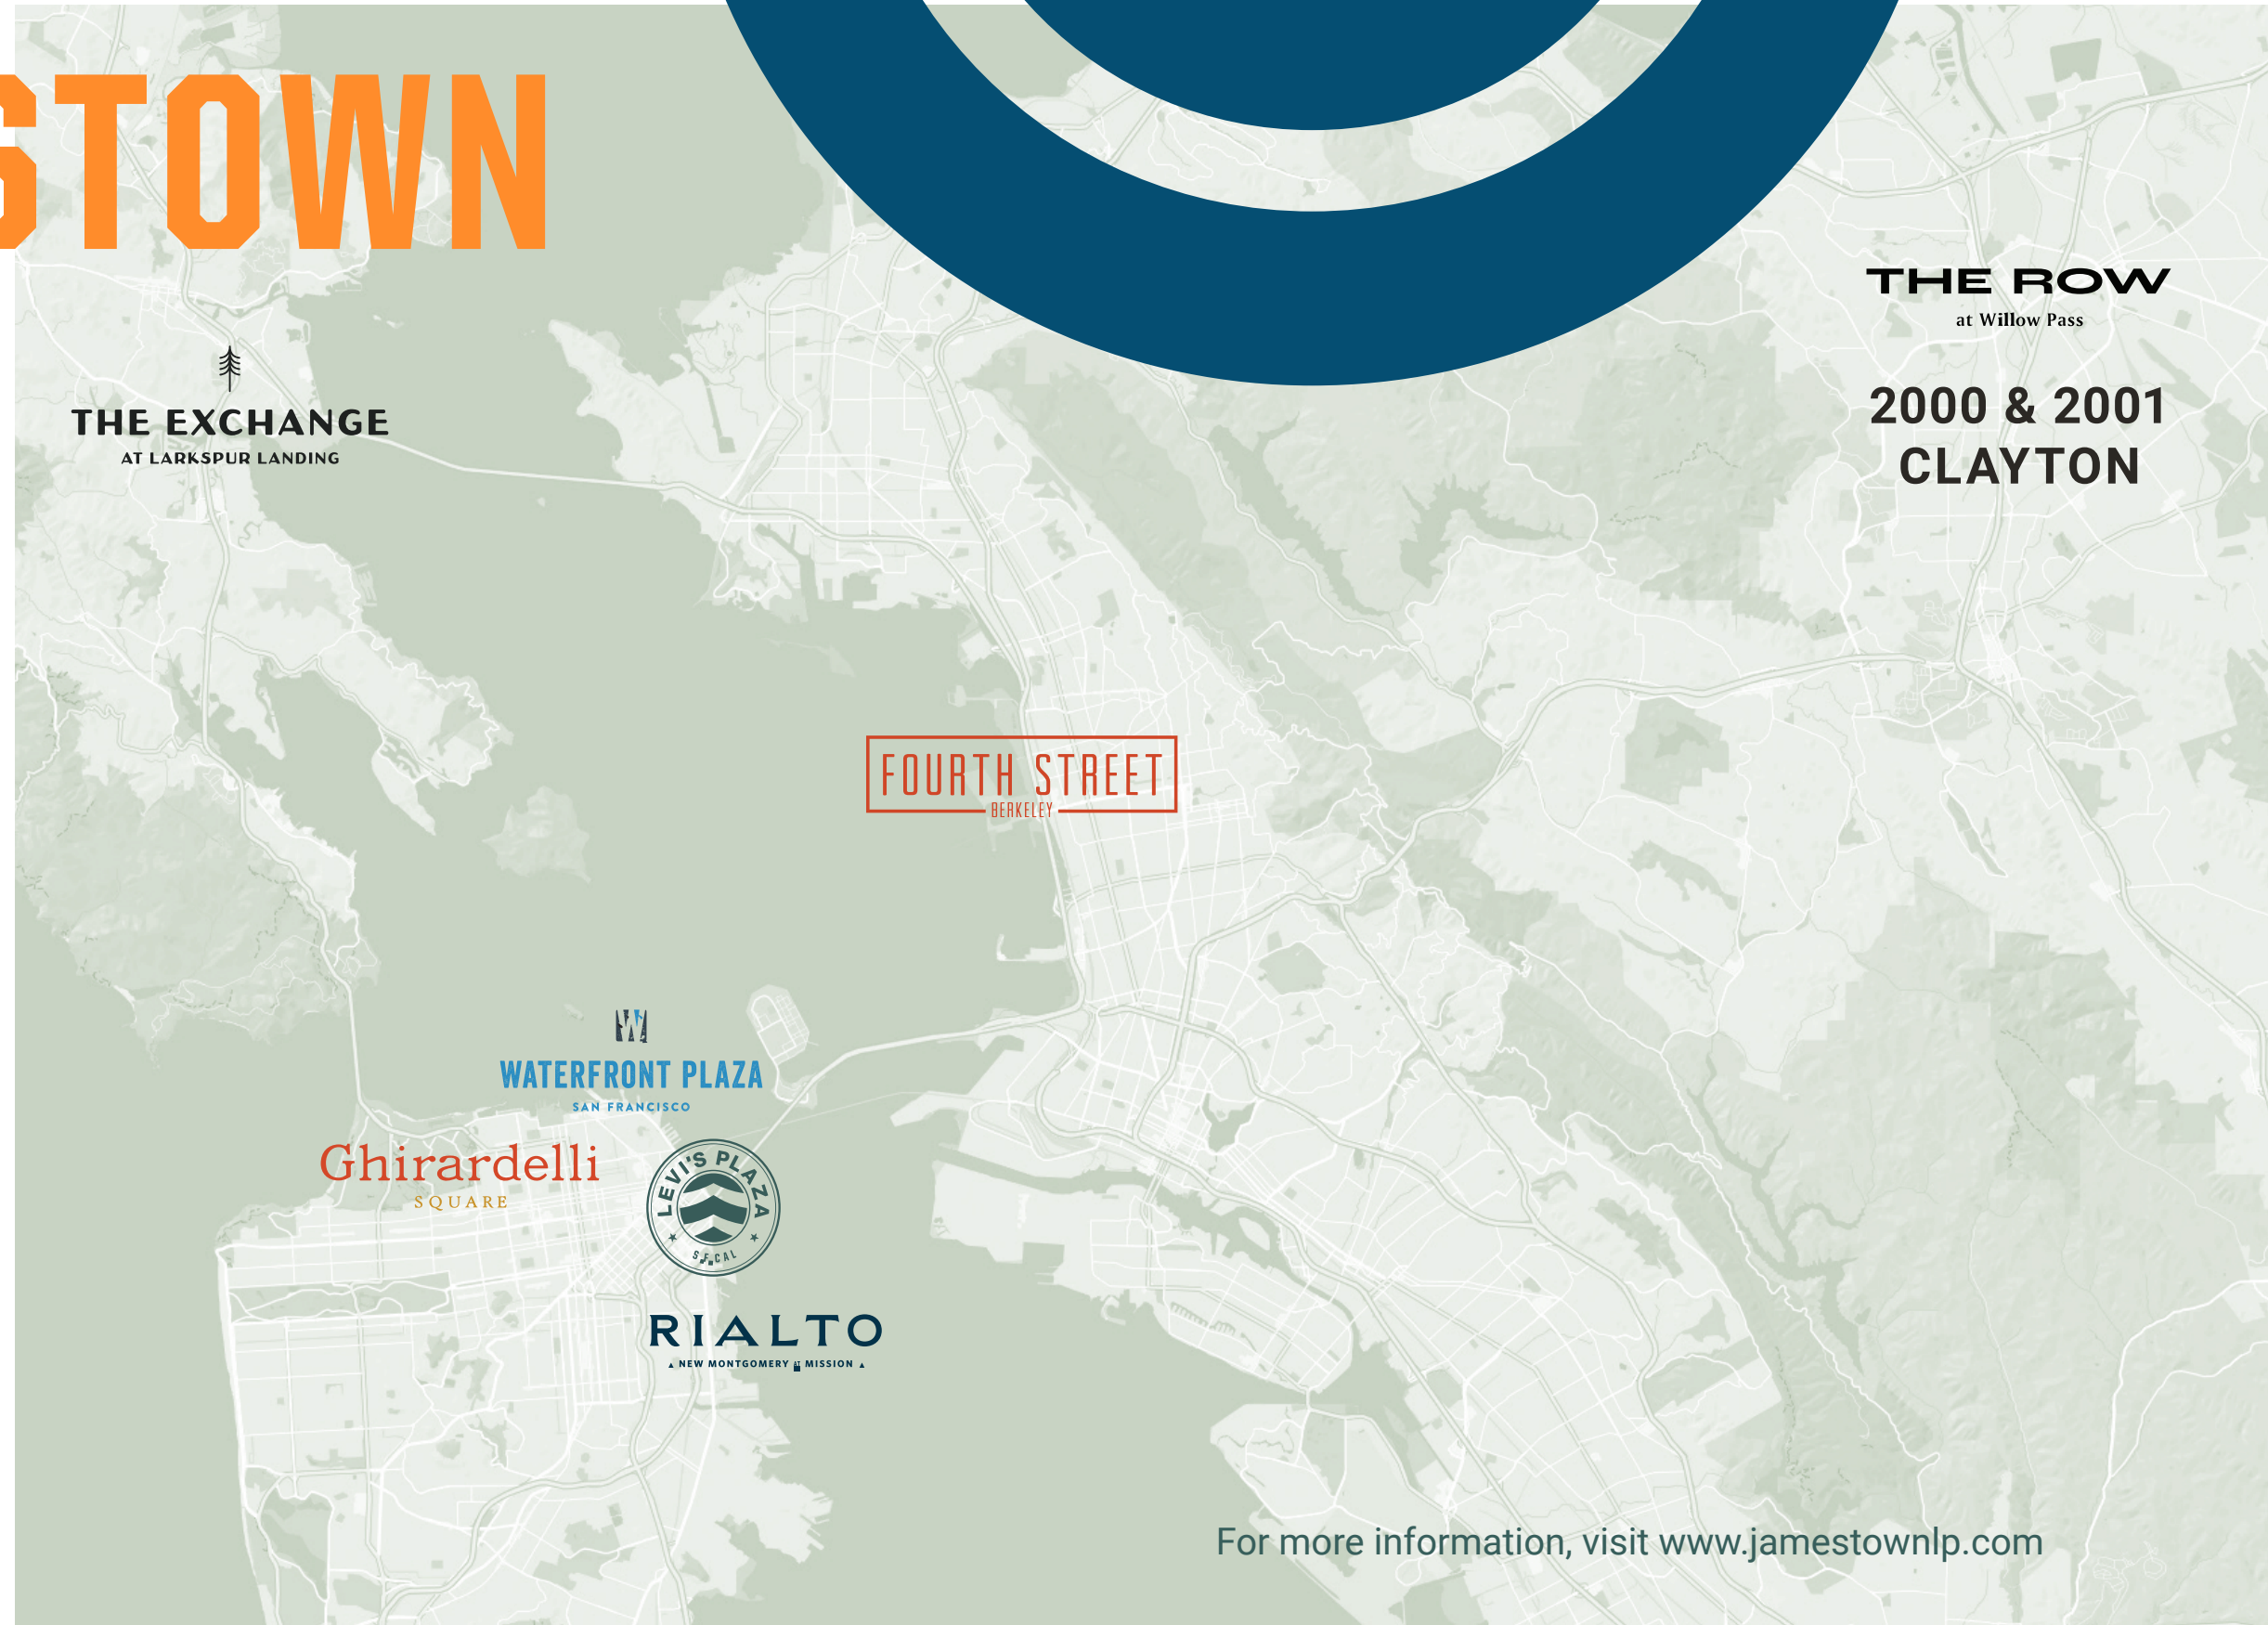 STOWN
THE ROW
at Willow Pass
2000 & 2001
CLAYTON
THE EXCHANGE
AT LARKSPUR LANDING
FOURTH STREET
BERKELEY
W
WATERFRONT PLAZA
SAN FRANCISCO
Ghirardelli
SQUARE
LEVI'S PLAZA
S.F. CAL
RIALTO
NEW MONTGOMERY AT MISSION
For more information, visit www.jamestownlp.com